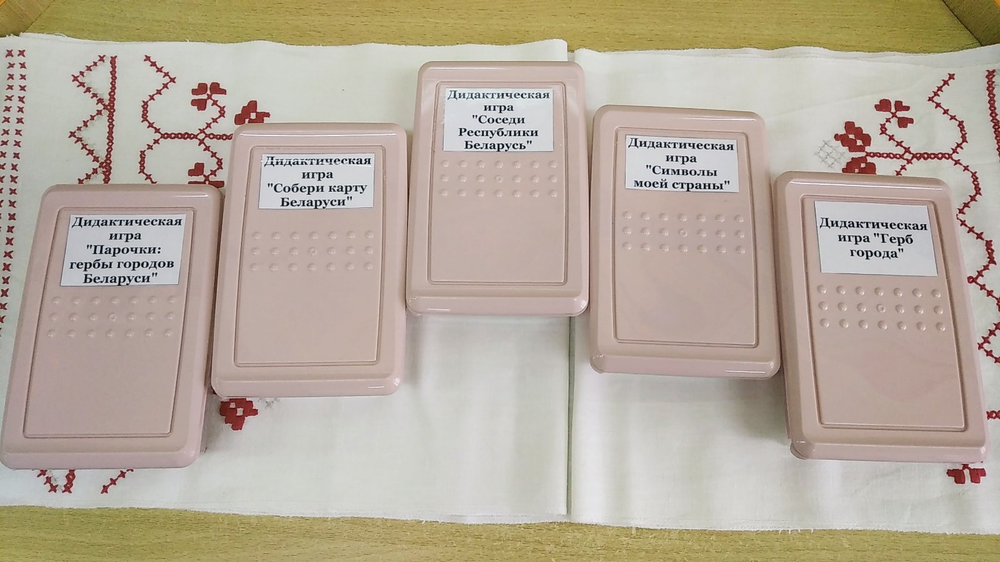 Дидактическая
игра
"Парочки:
гербы городов
Беларуси"
Дидактическая
игра
"Собери карту
Беларуси"
Дидактическая
игра
"Соседи
Республики
Беларусь"
Дидактическая
игра
"Символы
моей страны"
Дидактическая
игра "Герб
города"